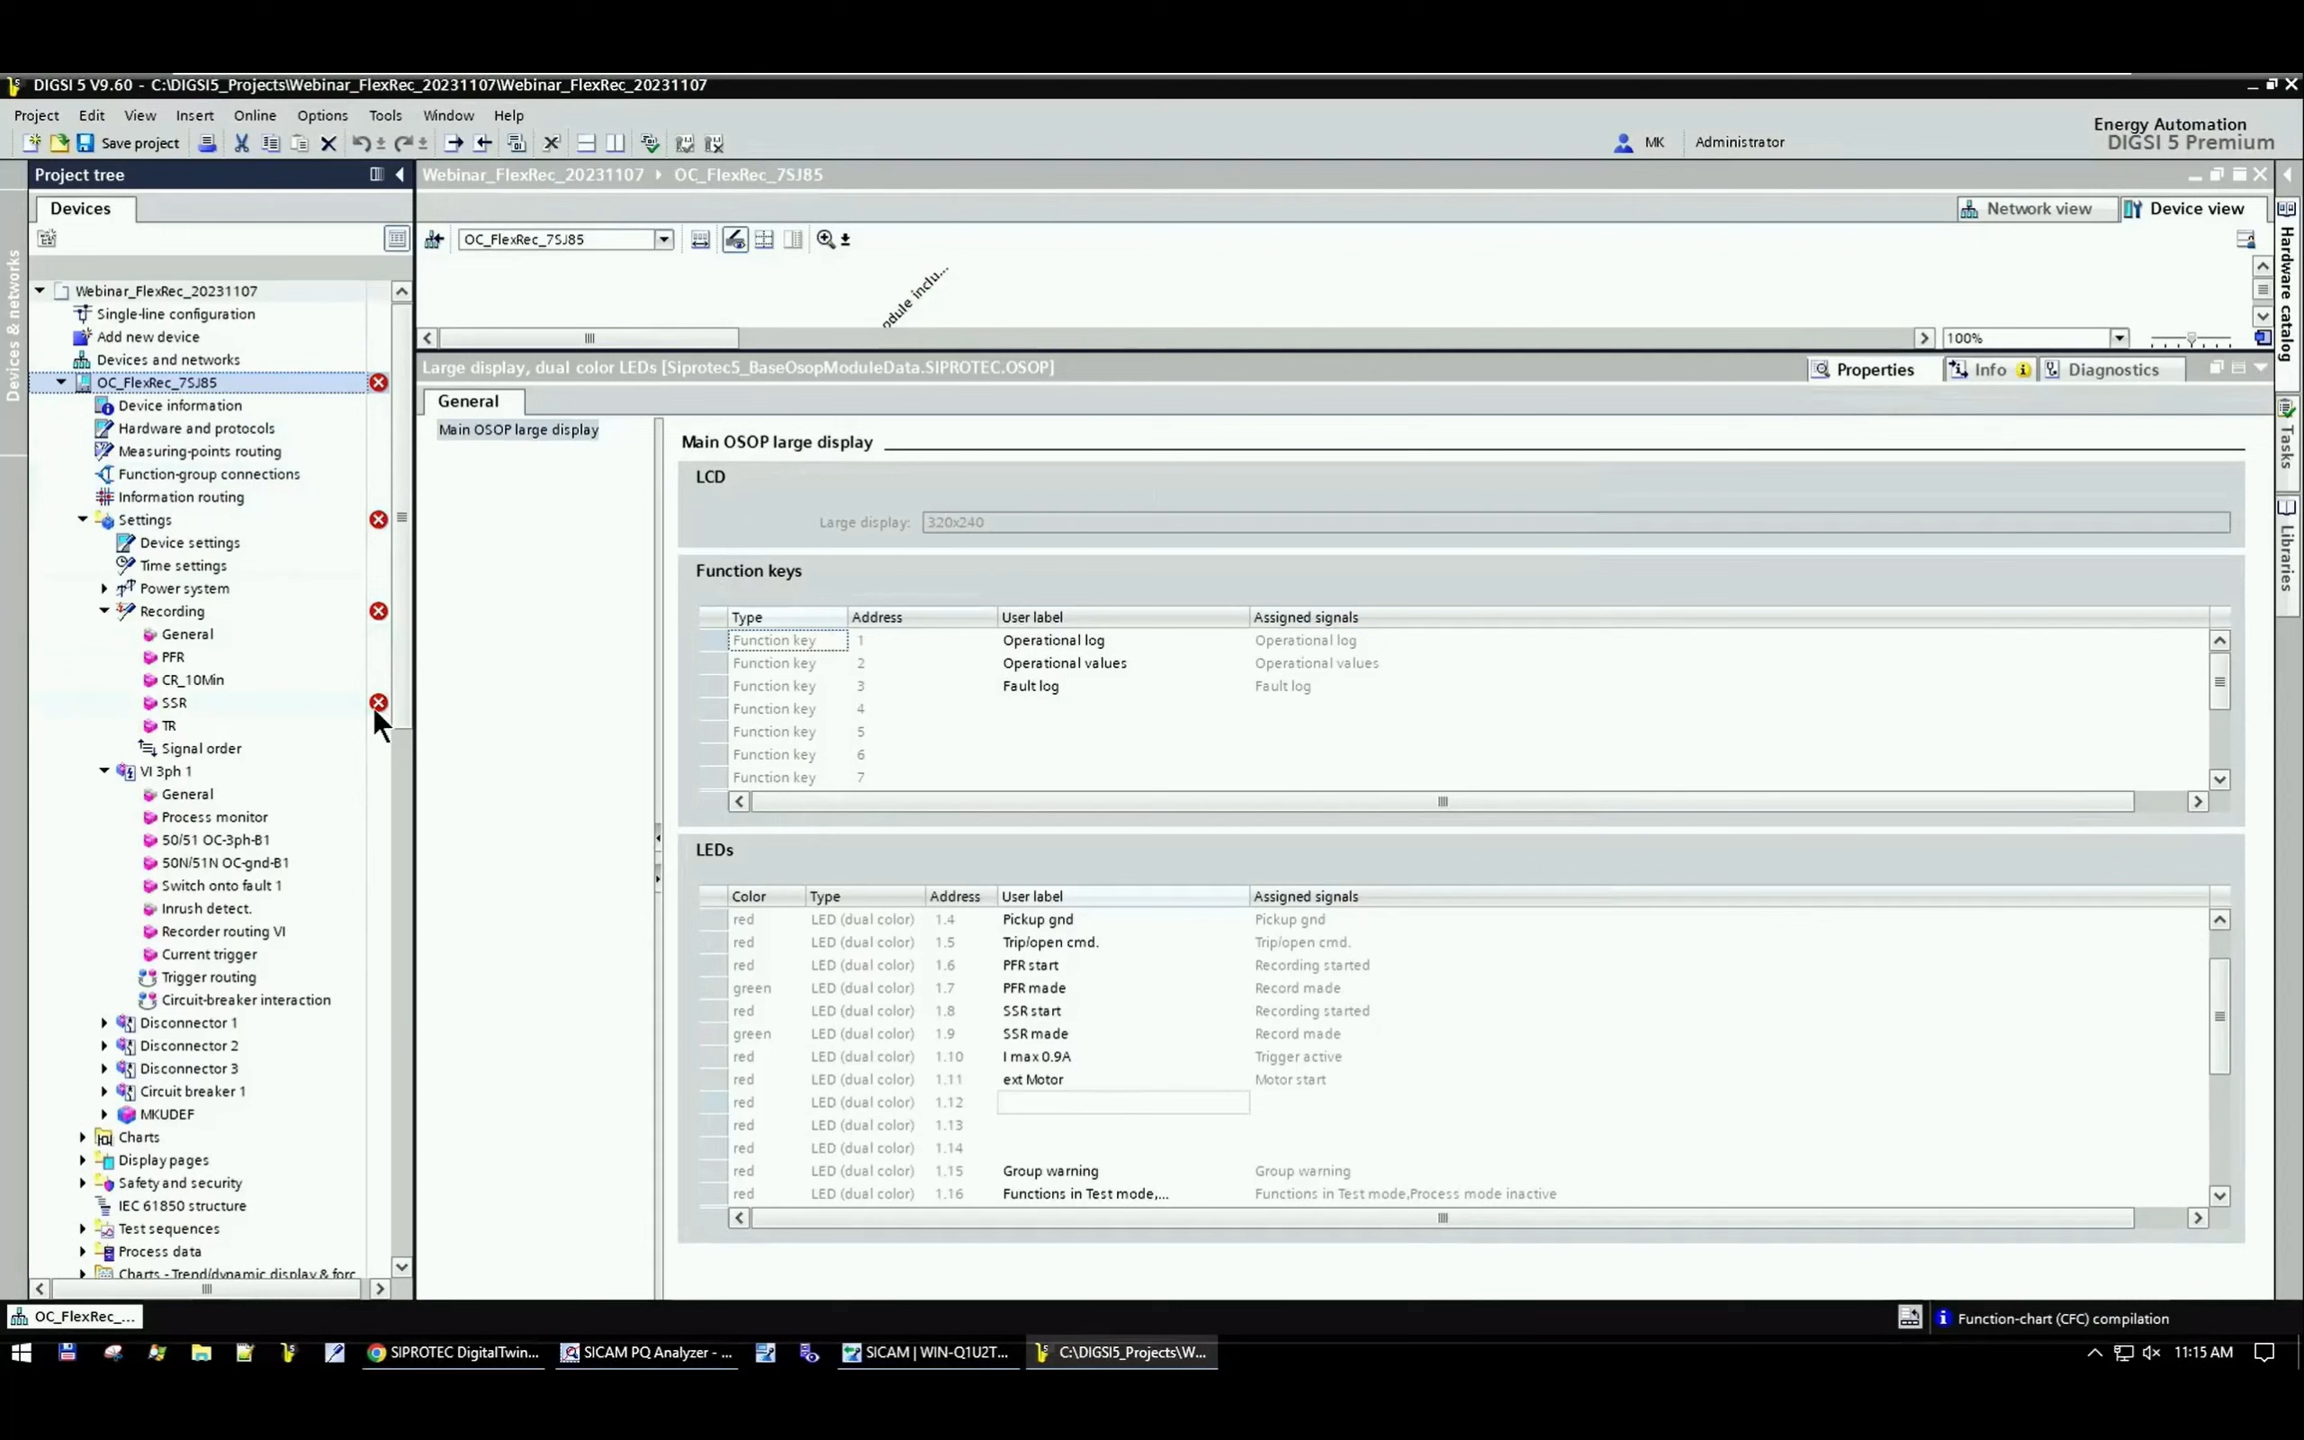 DIGSI 5 V9.60 - C:\DIGSI5_Projects\Webinar_FlexRec_20231107\Webinar_FlexRec_20231107
Project Edit View Insert Online Options Tools Window Help
Energy Automation
DIGSI 5 Premium
Save project
MK Administrator
Project tree
Webinar_FlexRec_20231107 OC_FlexRec_7SJ85
Devices
Network view
Device view
OC_FlexRec_7SJ85
odule inclu...
100%
Devices & networks
Hardware catalog
Tasks
Libraries
Webinar_FlexRec_20231107
Single-line configuration
Add new device
Devices and networks
OC_FlexRec_7SJ85
Device information
Hardware and protocols
Measuring-points routing
Function-group connections
Information routing
Settings
Device settings
Time settings
Power system
Recording
General
PFR
CR_10Min
SSR
TR
Signal order
VI 3ph 1
General
Process monitor
50/51 OC-3ph-B1
50N/51N OC-gnd-B1
Switch onto fault 1
Inrush detect.
Recorder routing VI
Current trigger
Trigger routing
Circuit-breaker interaction
Disconnector 1
Disconnector 2
Disconnector 3
Circuit breaker 1
MKUDEF
Charts
Display pages
Safety and security
IEC 61850 structure
Test sequences
Process data
Charts - Trend/dynamic display & forc
Large display, dual color LEDs [Siprotec5_BaseOsopModuleData.SIPROTEC.OSOP]
Properties Info Diagnostics
General
Main OSOP large display
Main OSOP large display
LCD
Large display: 320x240
Function keys
Type Address User label Assigned signals
Function key 1 Operational log Operational log
Function key 2 Operational values Operational values
Function key 3 Fault log Fault log
Function key 4
Function key 5
Function key 6
Function key 7
LEDs
Color Type Address User label Assigned signals
red LED (dual color) 1.4 Pickup gnd Pickup gnd
red LED (dual color) 1.5 Trip/open cmd. Trip/open cmd.
red LED (dual color) 1.6 PFR start Recording started
green LED (dual color) 1.7 PFR made Record made
red LED (dual color) 1.8 SSR start Recording started
green LED (dual color) 1.9 SSR made Record made
red LED (dual color) 1.10 I max 0.9A Trigger active
red LED (dual color) 1.11 ext Motor Motor start
red LED (dual color) 1.12
red LED (dual color) 1.13
red LED (dual color) 1.14
red LED (dual color) 1.15 Group warning Group warning
red LED (dual color) 1.16 Functions in Test mode,... Functions in Test mode,Process mode inactive
OC_FlexRec_...
Function-chart (CFC) compilation
SIPROTEC DigitalTwin...
SICAM PQ Analyzer - ...
SICAM | WIN-Q1U2T...
C:\DIGSI5_Projects\W...
11:15 AM